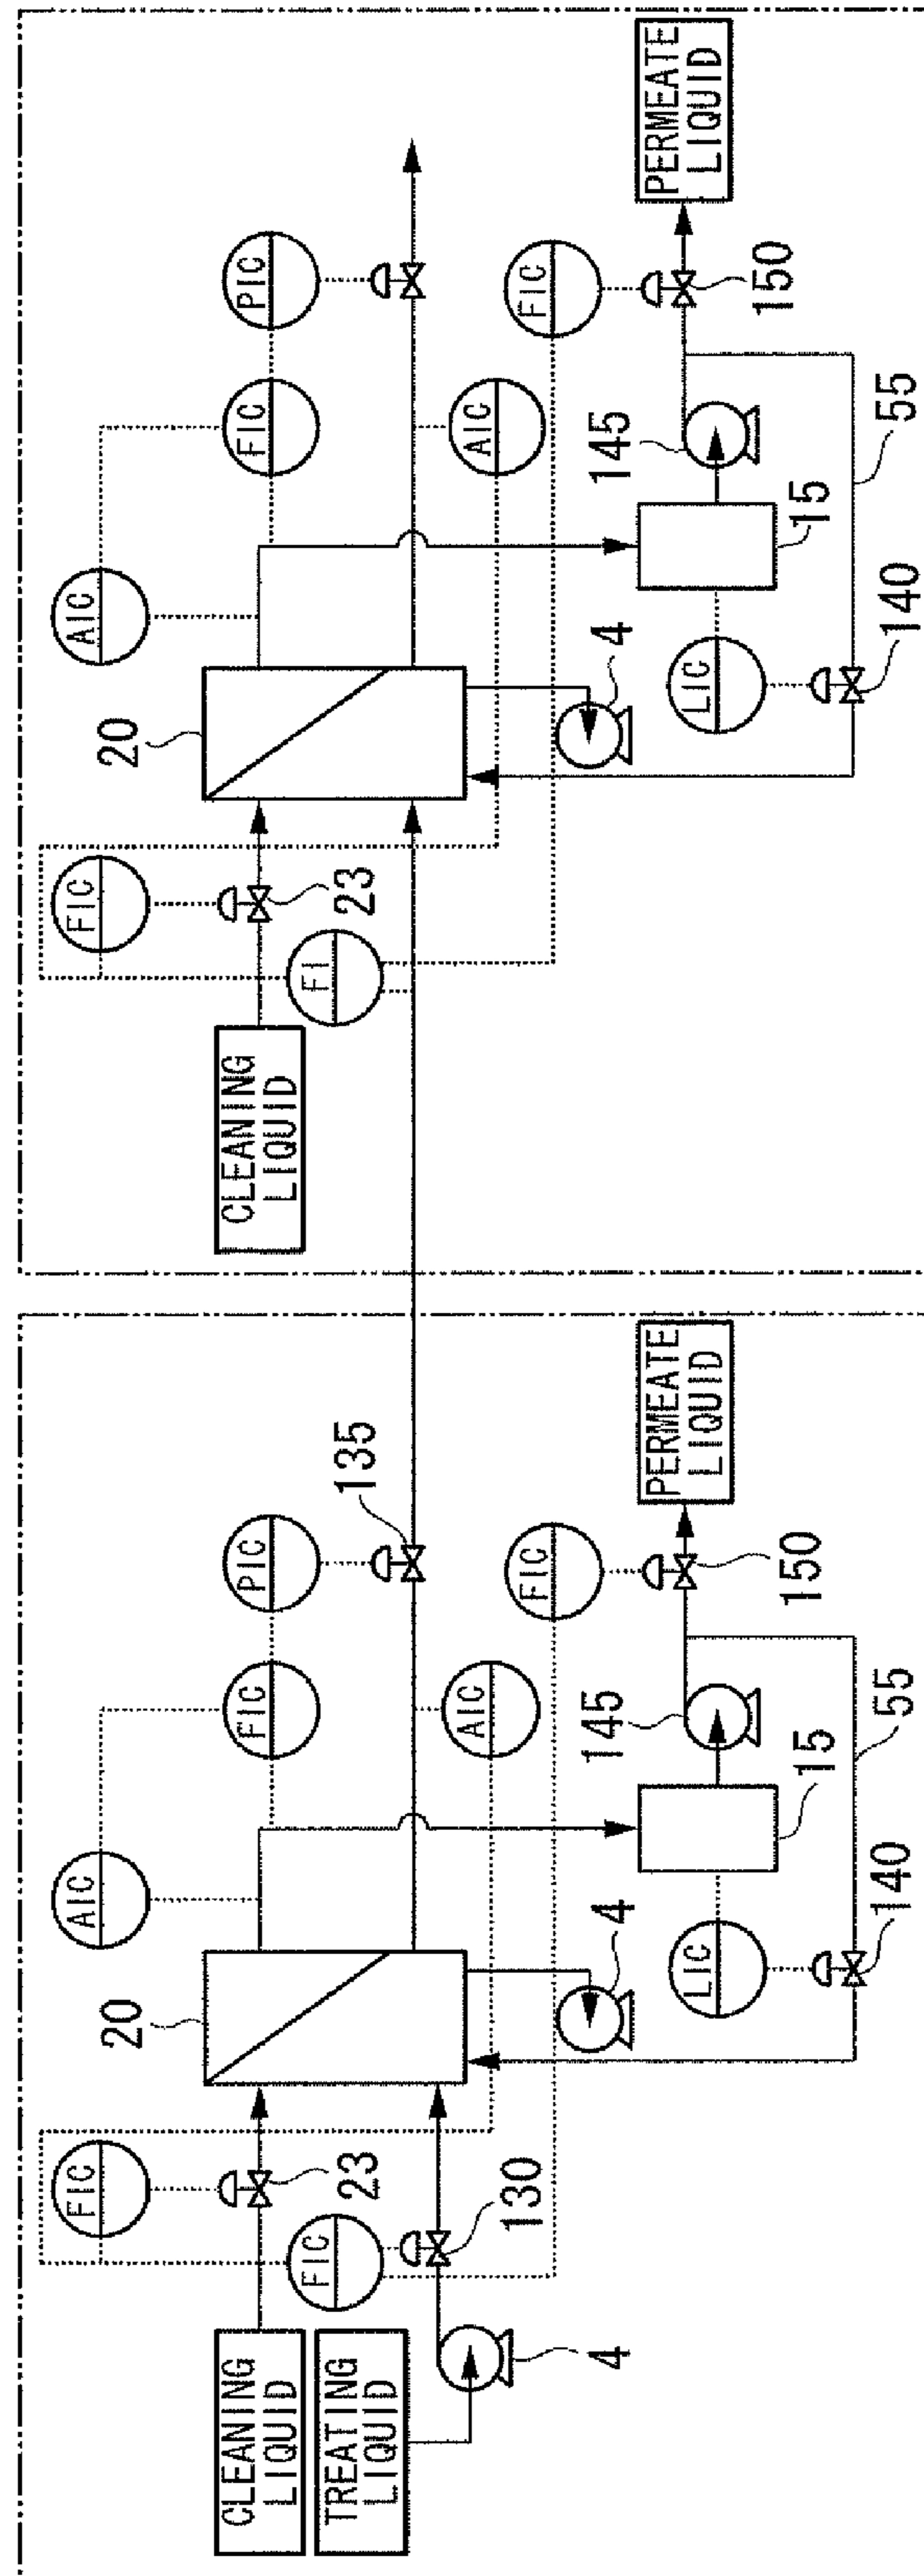 AIC
FIC
PIC
20
FIC
23
CLEANING
LIQUID
FI
AIC
FIC
PERMEATE
LIQUID
150
145
4
LIC
15
55
140
AIC
FIC
PIC
135
20
FIC
23
CLEANING
LIQUID
TREATING
LIQUID
FIC
130
4
AIC
FIC
PERMEATE
LIQUID
150
145
4
LIC
15
55
140